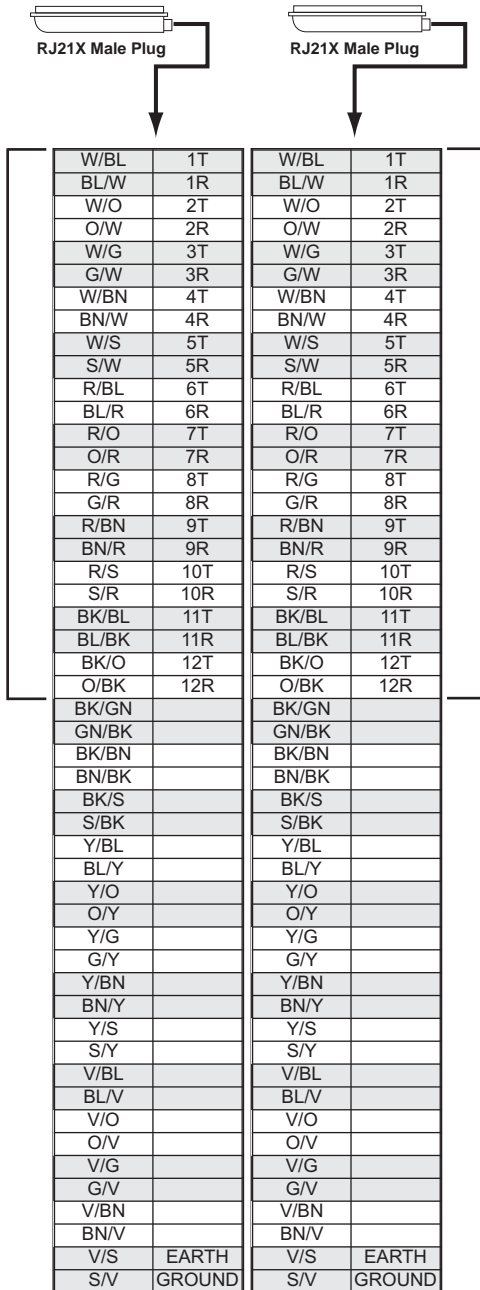 RJ21X Male Plug RJ21X Male Plug
W/BL 1T W/BL 1T
BL/W 1R BL/W 1R
W/O 2T W/O 2T
O/W 2R O/W 2R
W/G 3T W/G 3T
G/W 3R G/W 3R
W/BN 4T W/BN 4T
BN/W 4R BN/W 4R
W/S 5T W/S 5T
S/W 5R S/W 5R
R/BL 6T R/BL 6T
BL/R 6R BL/R 6R
R/O 7T R/O 7T
O/R 7R O/R 7R
R/G 8T R/G 8T
G/R 8R G/R 8R
R/BN 9T R/BN 9T
BN/R 9R BN/R 9R
R/S 10T R/S 10T
S/R 10R S/R 10R
BK/BL 11T BK/BL 11T
BL/BK 11R BL/BK 11R
BK/O 12T BK/O 12T
O/BK 12R O/BK 12R
BK/GN BK/GN
GN/BK GN/BK
BK/BN BK/BN
BN/BK BN/BK
BK/S BK/S
S/BK S/BK
Y/BL Y/BL
BL/Y BL/Y
Y/O Y/O
O/Y O/Y
Y/G Y/G
G/Y G/Y
Y/BN Y/BN
BN/Y BN/Y
Y/S Y/S
S/Y S/Y
V/BL V/BL
BL/V BL/V
V/O V/O
O/V O/V
V/G V/G
G/V G/V
V/BN V/BN
BN/V BN/V
V/S EARTH V/S EARTH
S/V GROUND S/V GROUND